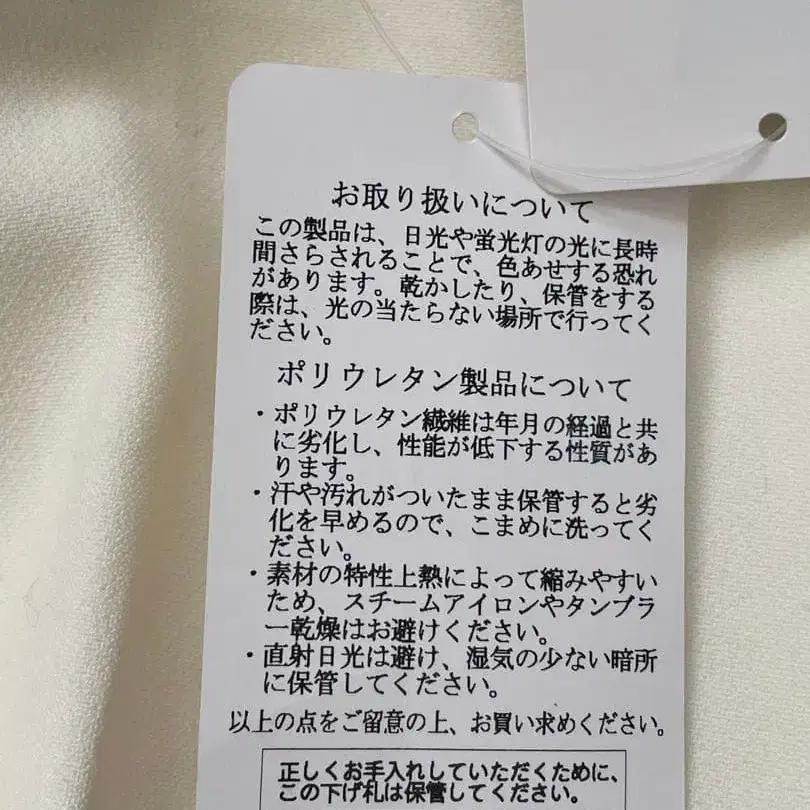 お取り扱いについて
この製品は、日光や蛍光灯の光に長時
間さらされることで、色あせする恐れ
があります。乾かしたり、保管をする
際は、光の当たらない場所で行ってく
ださい。
ポリウレタン製品について
・ポリウレタン繊維は年月の経過と共
に劣化し、性能が低下する性質があ
ります。
・汗や汚れがついたまま保管すると劣
化を早めるので、こまめに洗ってく
ださい。
・素材の特性上熱によって縮みやすい
ため、スチームアイロンやタンブラ
ー乾燥はお避けください。
・直射日光は避け、湿気の少ない暗所
に保管してください。
以上の点をご留意の上、お買い求めください。
正しくお手入れしていただくために、
この下げ札は保管してください。